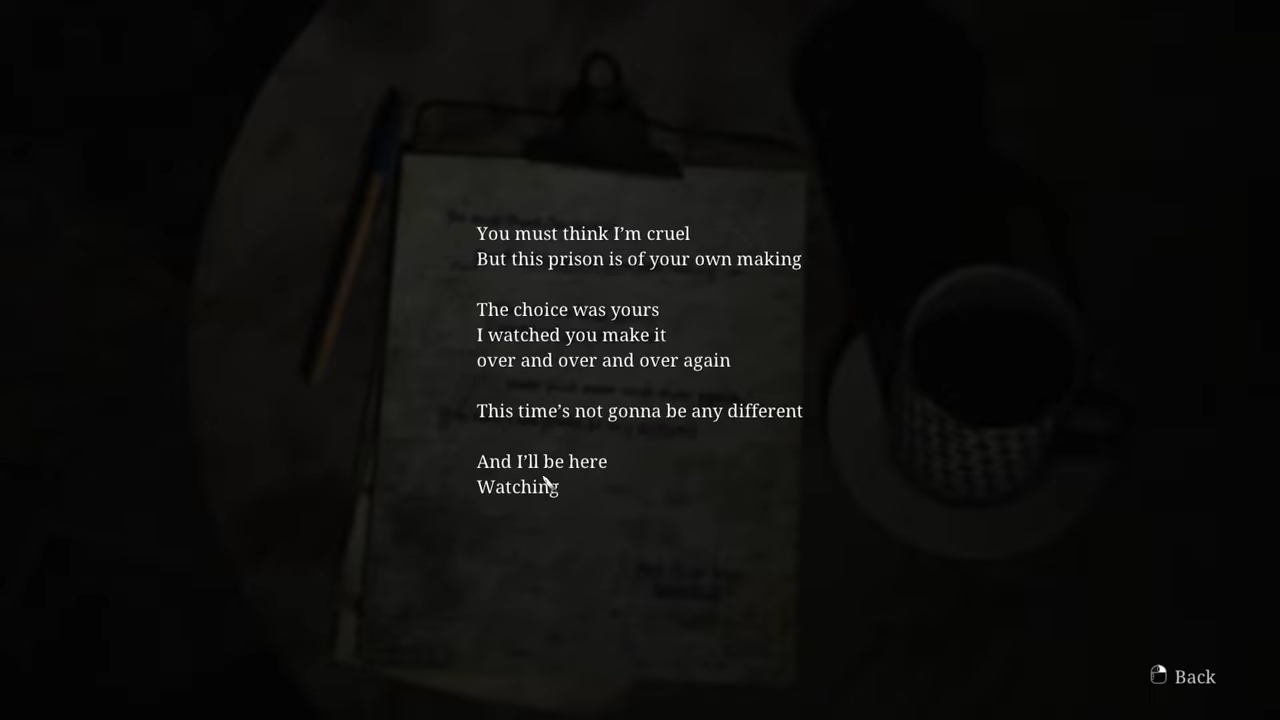 You must think I’m cruel
But this prison is of your own making
The choice was yours
I watched you make it
over and over and over again
This time’s not gonna be any different
And I’ll be here
Watching
Back